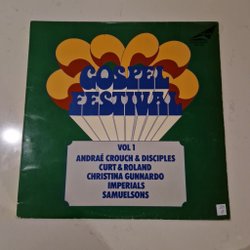 GOSPEL
FESTIVAL
VOL 1
ANDRAÉ CROUCH & DISCIPLES
CURT & ROLAND
CHRISTINA GUNNARDO
IMPERIALS
SAMUELSONS